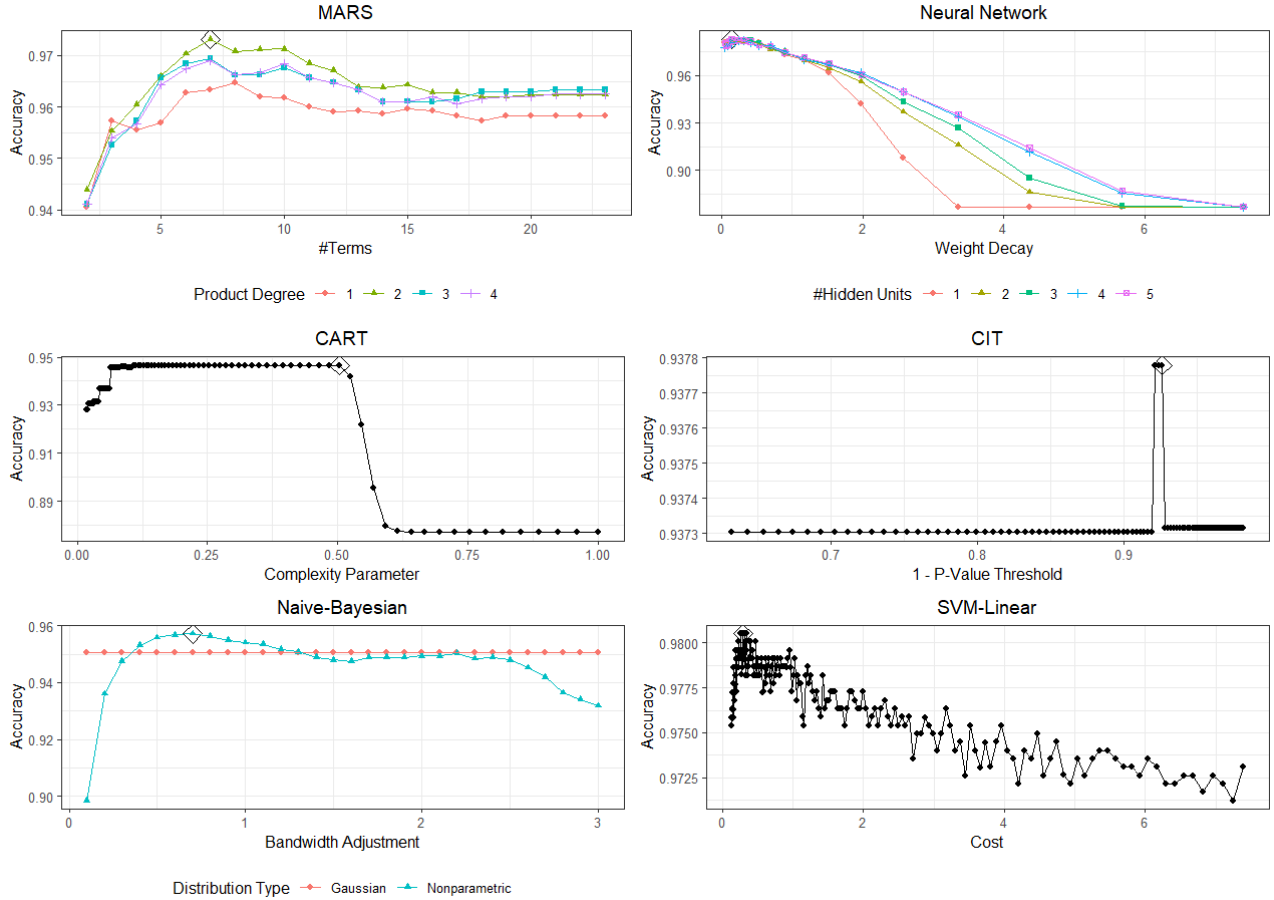 MARS
Accuracy
0.97
0.96
0.95
0.94
5 10 15 20
#Terms
Product Degree 1 2 3 4
Neural Network
Accuracy
0.96
0.93
0.90
0 2 4 6
Weight Decay
#Hidden Units 1 2 3 4 5
CART
Accuracy
0.95
0.93
0.91
0.89
0.00 0.25 0.50 0.75 1.00
Complexity Parameter
CIT
Accuracy
0.9378
0.9377
0.9376
0.9375
0.9374
0.9373
0.7 0.8 0.9
1 - P-Value Threshold
Naive-Bayesian
Accuracy
0.96
0.94
0.92
0.90
0 1 2 3
Bandwidth Adjustment
Distribution Type Gaussian Nonparametric
SVM-Linear
Accuracy
0.9800
0.9775
0.9750
0.9725
0 2 4 6
Cost